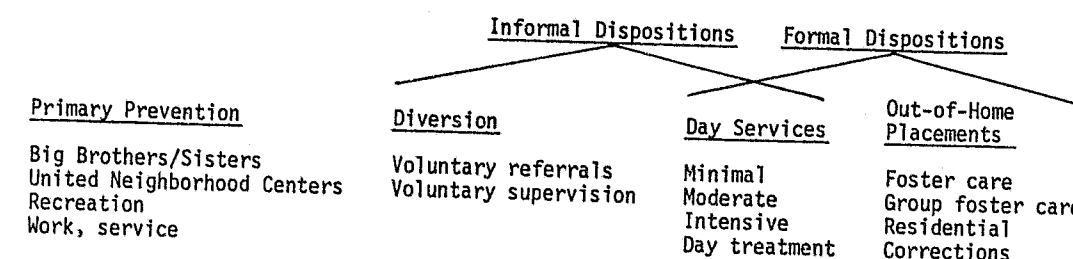 Informal Dispositions Formal Dispositions
Primary Prevention
Big Brothers/Sisters
United Neighborhood Centers
Recreation
Work, service
Diversion
Voluntary referrals
Voluntary supervision
Day Services
Minimal
Moderate
Intensive
Day treatment
Out-of-Home
Placements
Foster care
Group foster care
Residential
Corrections